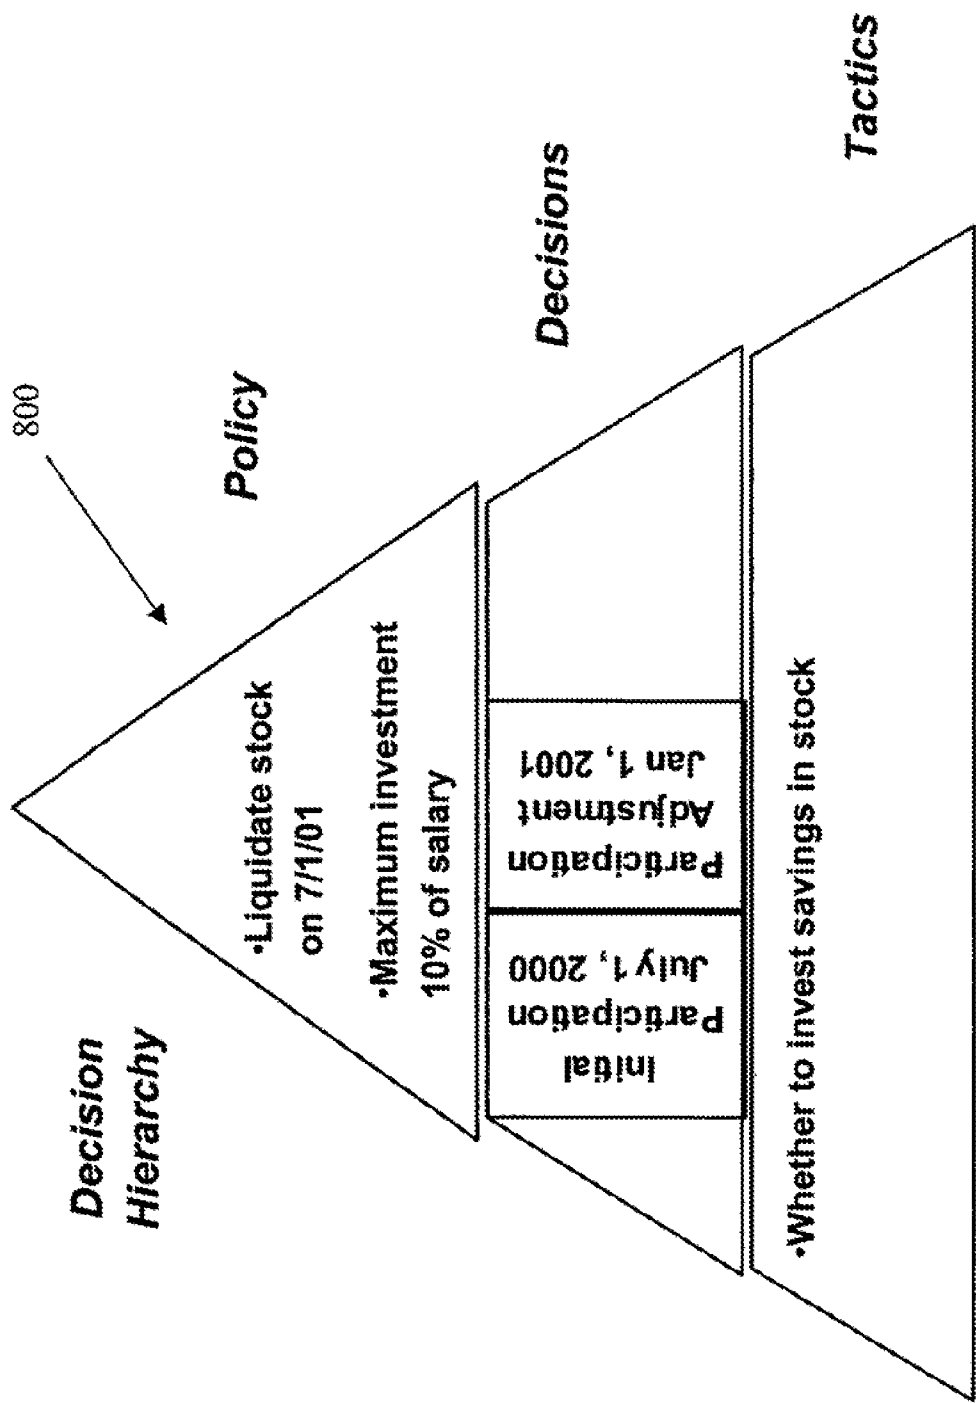 800
Decision
Hierarchy
Policy
•Liquidate stock
on 7/1/01
•Maximum investment
10% of salary
Decisions
Initial
Participation
July 1, 2000
Participation
Adjustment
Jan 1, 2001
Tactics
•Whether to invest savings in stock